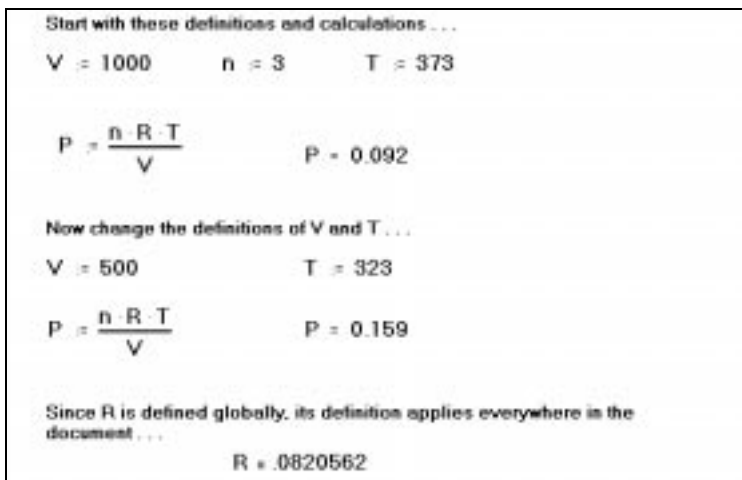 Start with these definitions and calculations . . .
V := 1000 n := 3 T := 373
P := n · R · T / V P = 0.092
Now change the definitions of V and T . . .
V := 500 T := 323
P := n · R · T / V P = 0.159
Since R is defined globally, its definition applies everywhere in the
document . . .
R ≡ .0820562